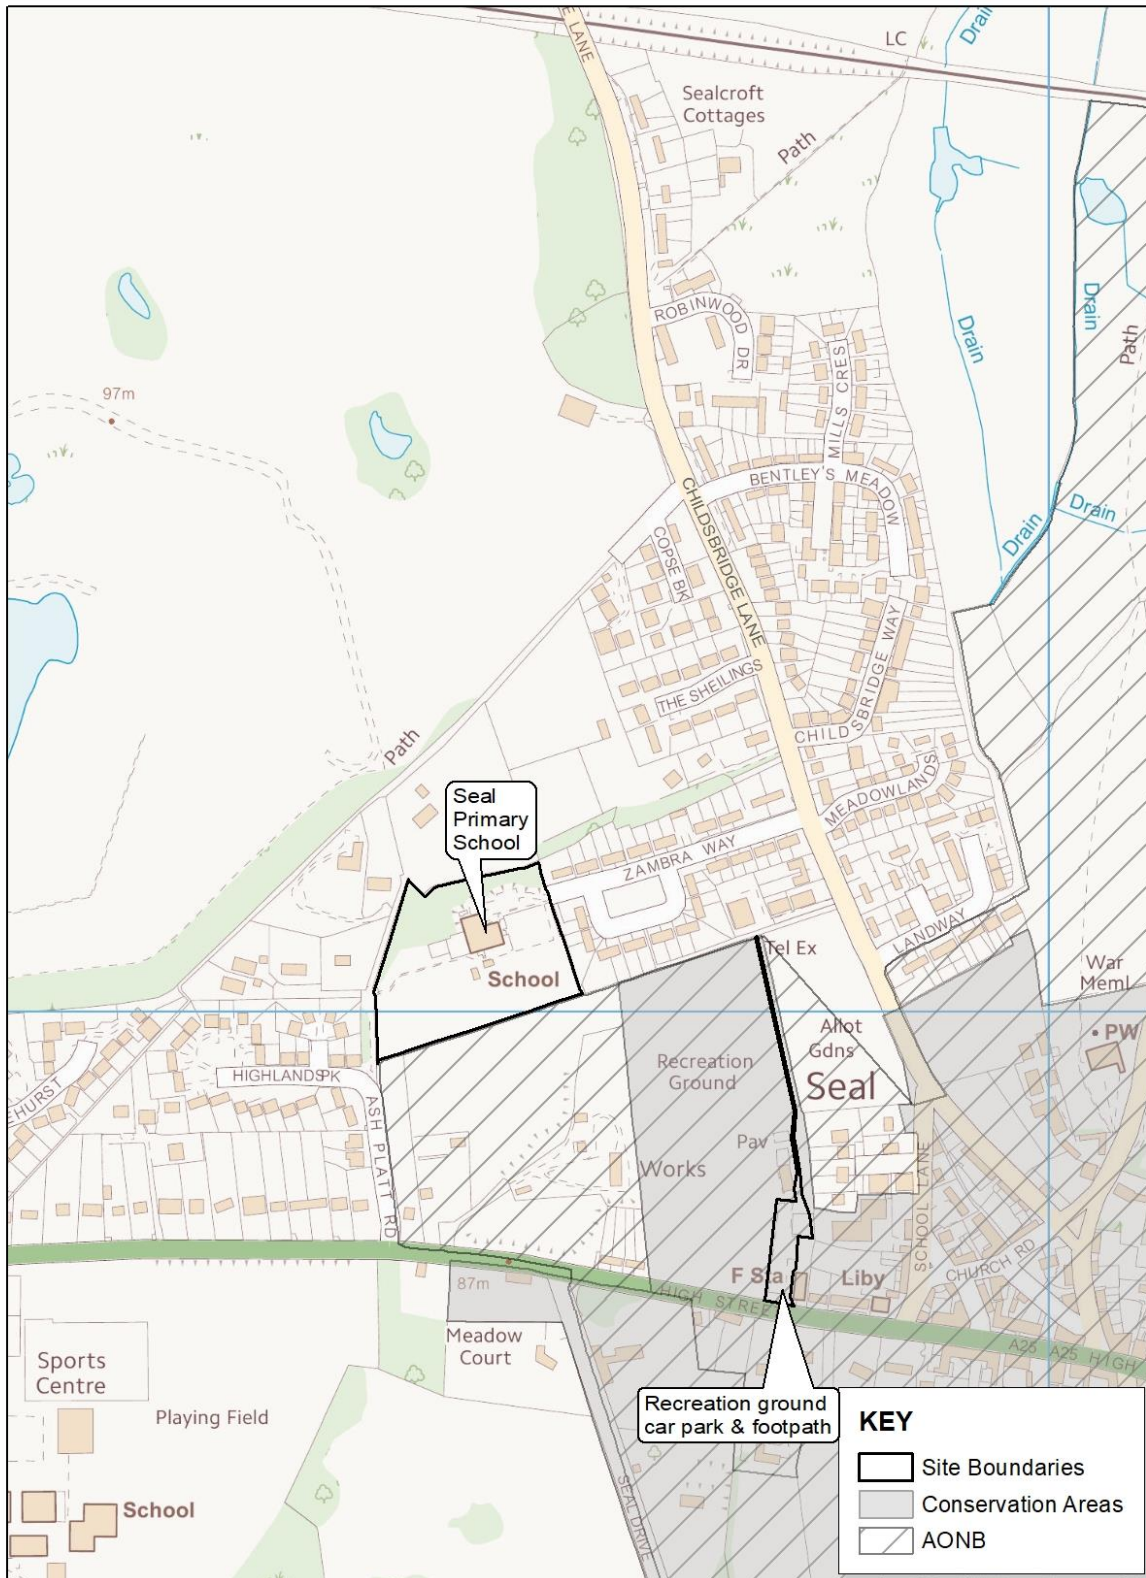 E LANE
LC
Drain
Sealcroft
Cottages
Path
Drain
Drain
Path
ROBINWOOD DR
97m
MILLS CRES
BENTLEY'S MEADOW
CHILDSBRIDGE LANE
COPSE BK
Drain
Drain
CHILDSBRIDGE WAY
THE SHEILINGS
Path
MEADOWLANDS
Seal
Primary
School
ZAMBRA WAY
LANDWAY
Tel Ex
War
Meml
School
Allot
Gdns
PW
Recreation
Ground
Seal
HIGHLANDS PK
EHURST
ASH PLATT RD
Pav
Works
SCHOOL LANE
CHURCH RD
F Sta
Liby
87m
HIGH STREET
A25 A25 HIGH
Meadow
Court
Sports
Centre
Playing Field
Recreation ground
car park & footpath
SEAL DRIVE
School
KEY
Site Boundaries
Conservation Areas
AONB